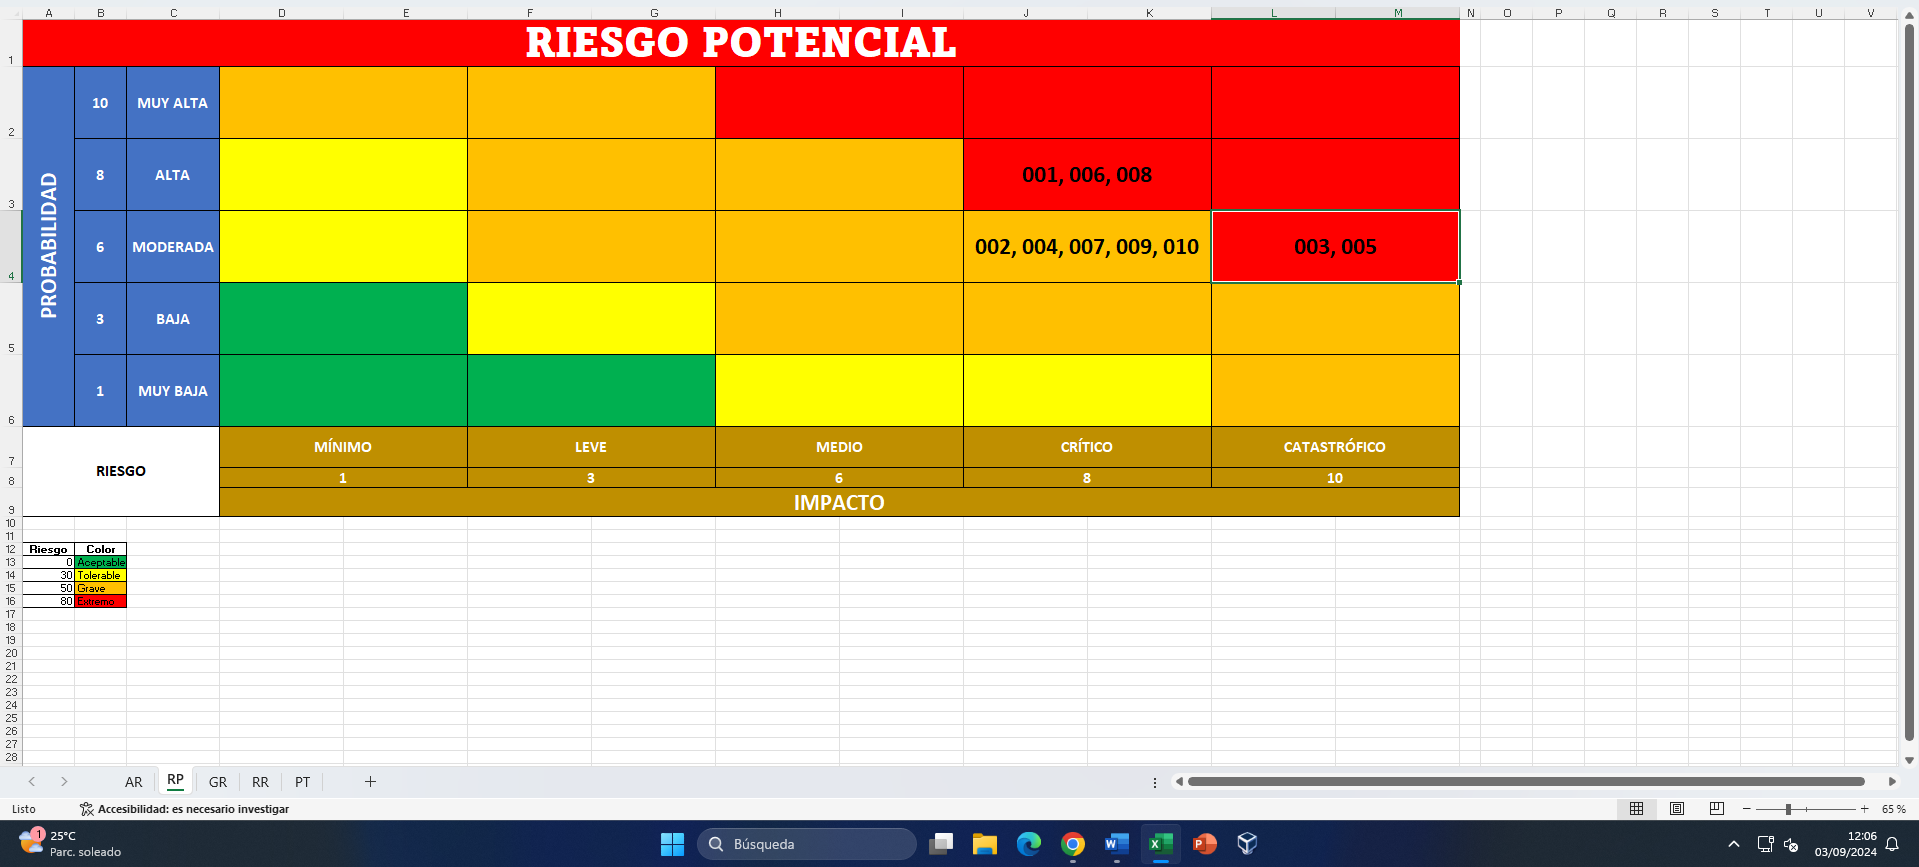 A B C D E F G H I J K L M N O P Q R S T U V
1 RIESGO POTENCIAL
PROBABILIDAD
2 10 MUY ALTA
3 8 ALTA 001, 006, 008
4 6 MODERADA 002, 004, 007, 009, 010 003, 005
5 3 BAJA
6 1 MUY BAJA
RIESGO
7 MÍNIMO LEVE MEDIO CRÍTICO CATASTRÓFICO
8 1 3 6 8 10
9 IMPACTO
10
11
12 Riesgo Color
13 0 Aceptable
14 30 Tolerable
15 50 Grave
16 80 Extremo
17
18
19
20
21
22
23
24
25
26
27
28
AR RP GR RR PT +
Listo Accesibilidad: es necesario investigar 65 %
1 25°C
Parc. soleado
Búsqueda
12:06
03/09/2024